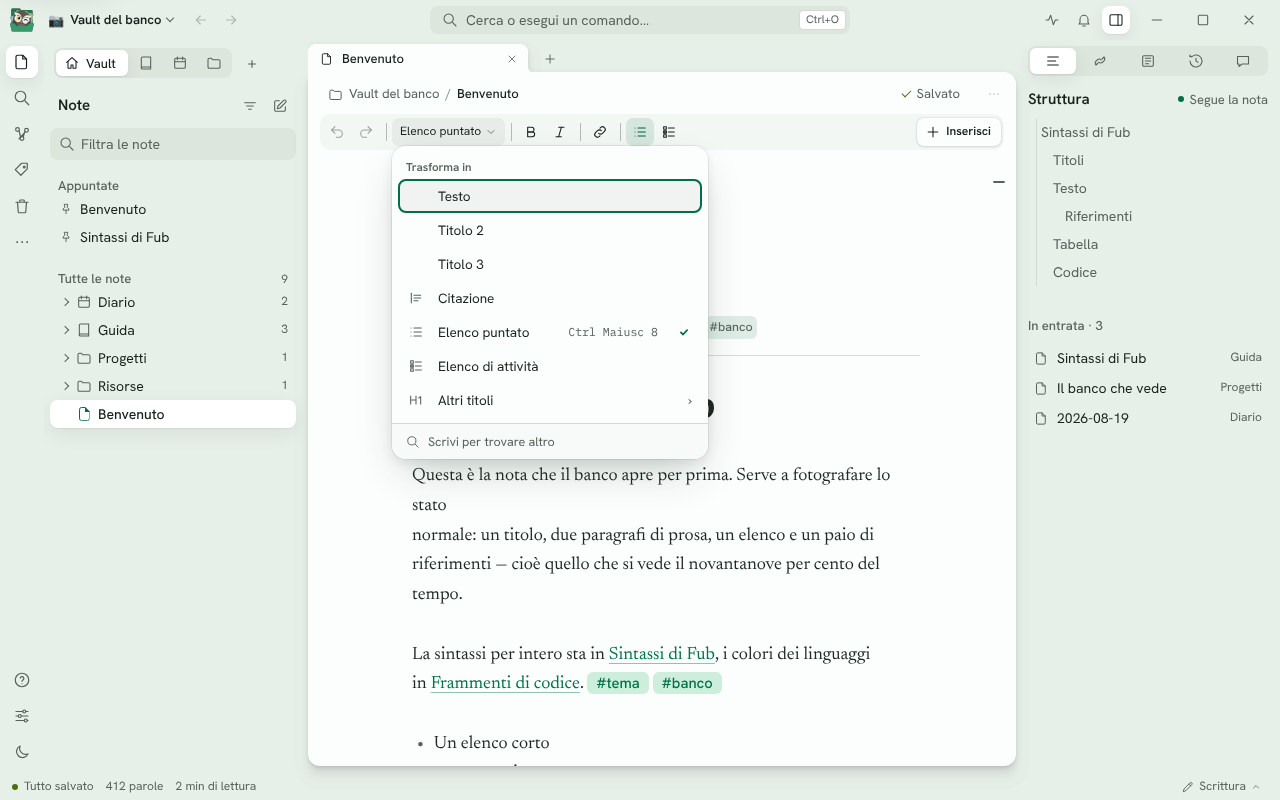 Vault del banco
Cerca o esegui un comando…
Ctrl+O
Vault
Note
Filtra le note
Appuntate
Benvenuto
Sintassi di Fub
Tutte le note 9
Diario 2
Guida 3
Progetti 1
Risorse 1
Benvenuto
Benvenuto
Vault del banco / Benvenuto
Salvato
Elenco puntato
B I
Inserisci
Trasforma in
Testo
Titolo 2
Titolo 3
Citazione
Elenco puntato Ctrl Maiusc 8
Elenco di attività
H1 Altri titoli
Scrivi per trovare altro
#banco
Questa è la nota che il banco apre per prima. Serve a fotografare lo
stato
normale: un titolo, due paragrafi di prosa, un elenco e un paio di
riferimenti — cioè quello che si vede il novantanove per cento del
tempo.
La sintassi per intero sta in Sintassi di Fub, i colori dei linguaggi
in Frammenti di codice. #tema #banco
• Un elenco corto
Struttura
Segue la nota
Sintassi di Fub
Titoli
Testo
Riferimenti
Tabella
Codice
In entrata · 3
Sintassi di Fub Guida
Il banco che vede Progetti
2026-08-19 Diario
Tutto salvato 412 parole 2 min di lettura
Scrittura